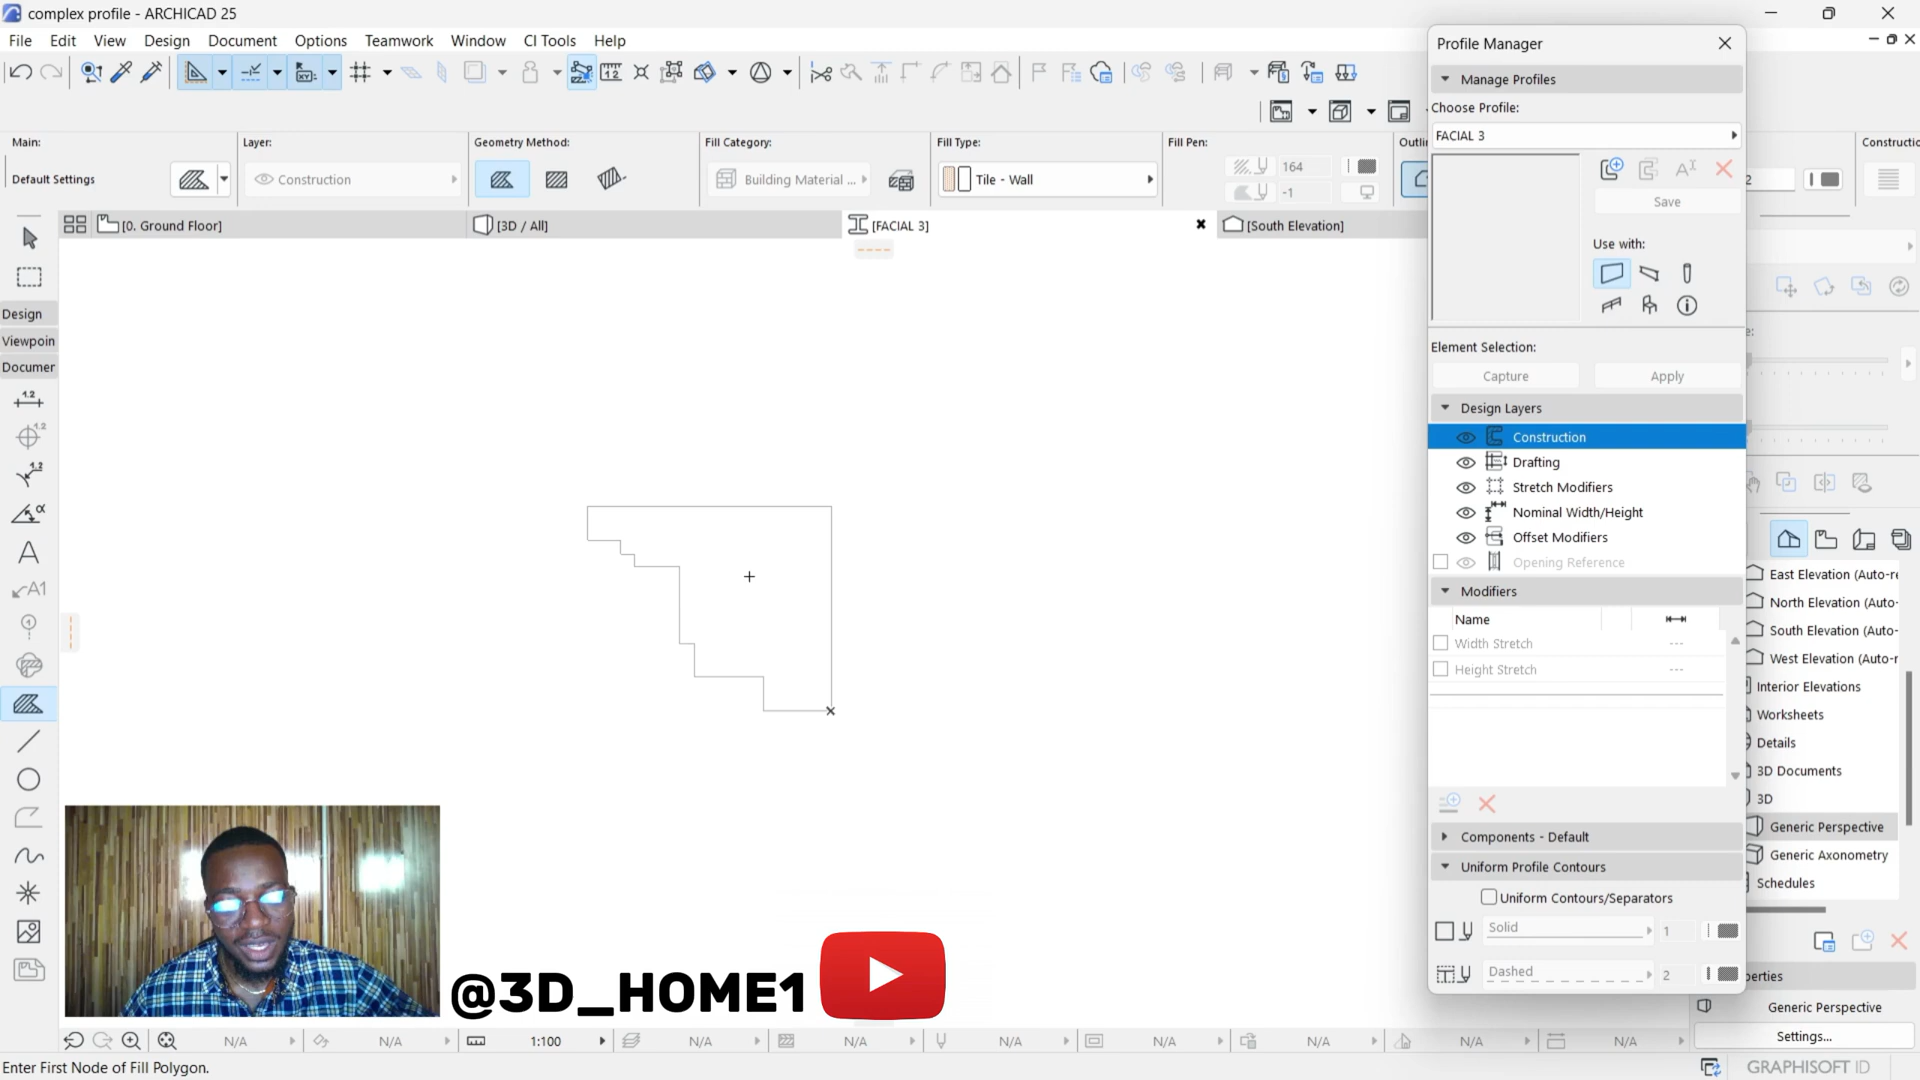 complex profile - ARCHICAD 25
File Edit View Design Document Options Teamwork Window CI Tools Help
Main:
Default Settings
Layer:
Construction
Geometry Method:
Fill Category:
Building Material ...
Fill Type:
Tile - Wall
Fill Pen:
164
-1
[0. Ground Floor]
[3D / All]
[FACIAL 3]
[South Elevation]
Design
Viewpoin
Documer
Profile Manager
Manage Profiles
Choose Profile:
FACIAL 3
Save
Use with:
Element Selection:
Capture
Apply
Design Layers
Construction
Drafting
Stretch Modifiers
Nominal Width/Height
Offset Modifiers
Opening Reference
Modifiers
Name
Width Stretch ---
Height Stretch ---
Components - Default
Uniform Profile Contours
Uniform Contours/Separators
Solid 1
Dashed 2
East Elevation (Auto-re
North Elevation (Auto-
South Elevation (Auto-
West Elevation (Auto-r
Interior Elevations
Worksheets
Details
3D Documents
3D
Generic Perspective
Generic Axonometry
Schedules
perties
Generic Perspective
Settings...
@3D_HOME1
N/A N/A 1:100 N/A N/A N/A N/A N/A N/A N/A
Enter First Node of Fill Polygon.
GRAPHISOFT ID